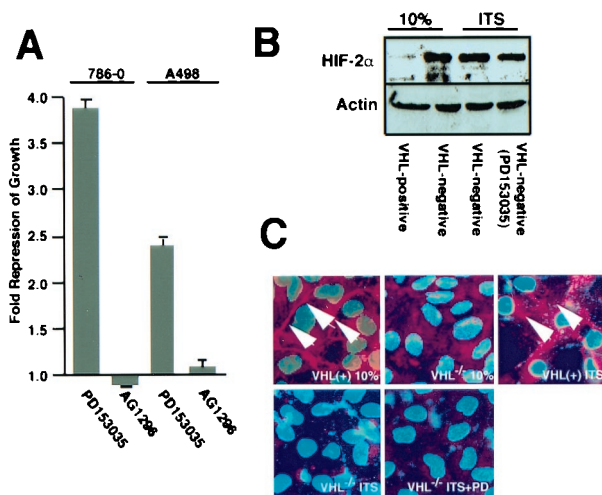 A
786-0 A498
4.0
3.5
3.0
2.5
2.0
1.5
1.0
Fold Repression of Growth
PD153035
AG1296
PD153035
AG1296
B
10% ITS
HIF-2α
Actin
VHL-positive
VHL-negative
VHL-negative
VHL-negative
(PD153035)
C
VHL(+) 10%
VHL-/- 10%
VHL(+) ITS
VHL-/- ITS
VHL-/- ITS+PD